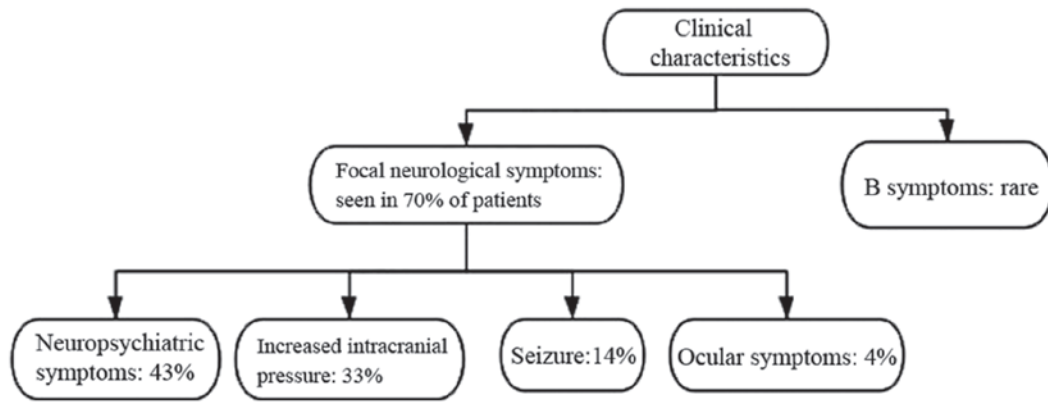 Clinical
characteristics
Focal neurological symptoms:
seen in 70% of patients
B symptoms: rare
Neuropsychiatric
symptoms: 43%
Increased intracranial
pressure: 33%
Seizure:14%
Ocular symptoms: 4%